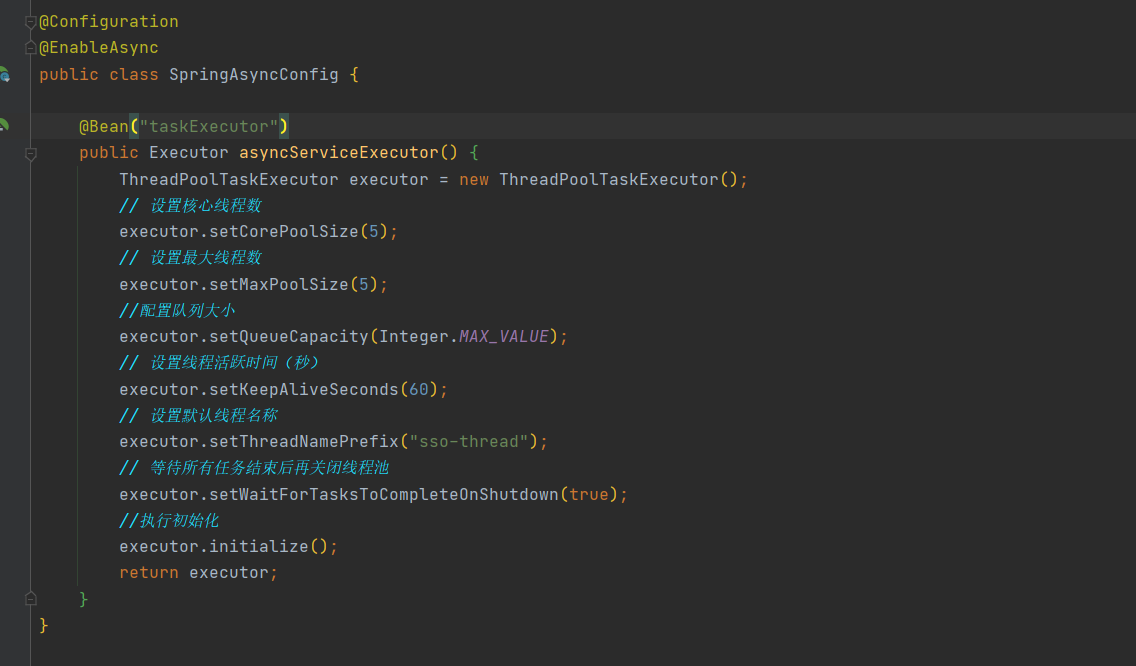 @Configuration
@EnableAsync
public class SpringAsyncConfig {
@Bean("taskExecutor")
public Executor asyncServiceExecutor() {
ThreadPoolTaskExecutor executor = new ThreadPoolTaskExecutor();
// 设置核心线程数
executor.setCorePoolSize(5);
// 设置最大线程数
executor.setMaxPoolSize(5);
//配置队列大小
executor.setQueueCapacity(Integer.MAX_VALUE);
// 设置线程活跃时间（秒）
executor.setKeepAliveSeconds(60);
// 设置默认线程名称
executor.setThreadNamePrefix("sso-thread");
// 等待所有任务结束后再关闭线程池
executor.setWaitForTasksToCompleteOnShutdown(true);
//执行初始化
executor.initialize();
return executor;
}
}